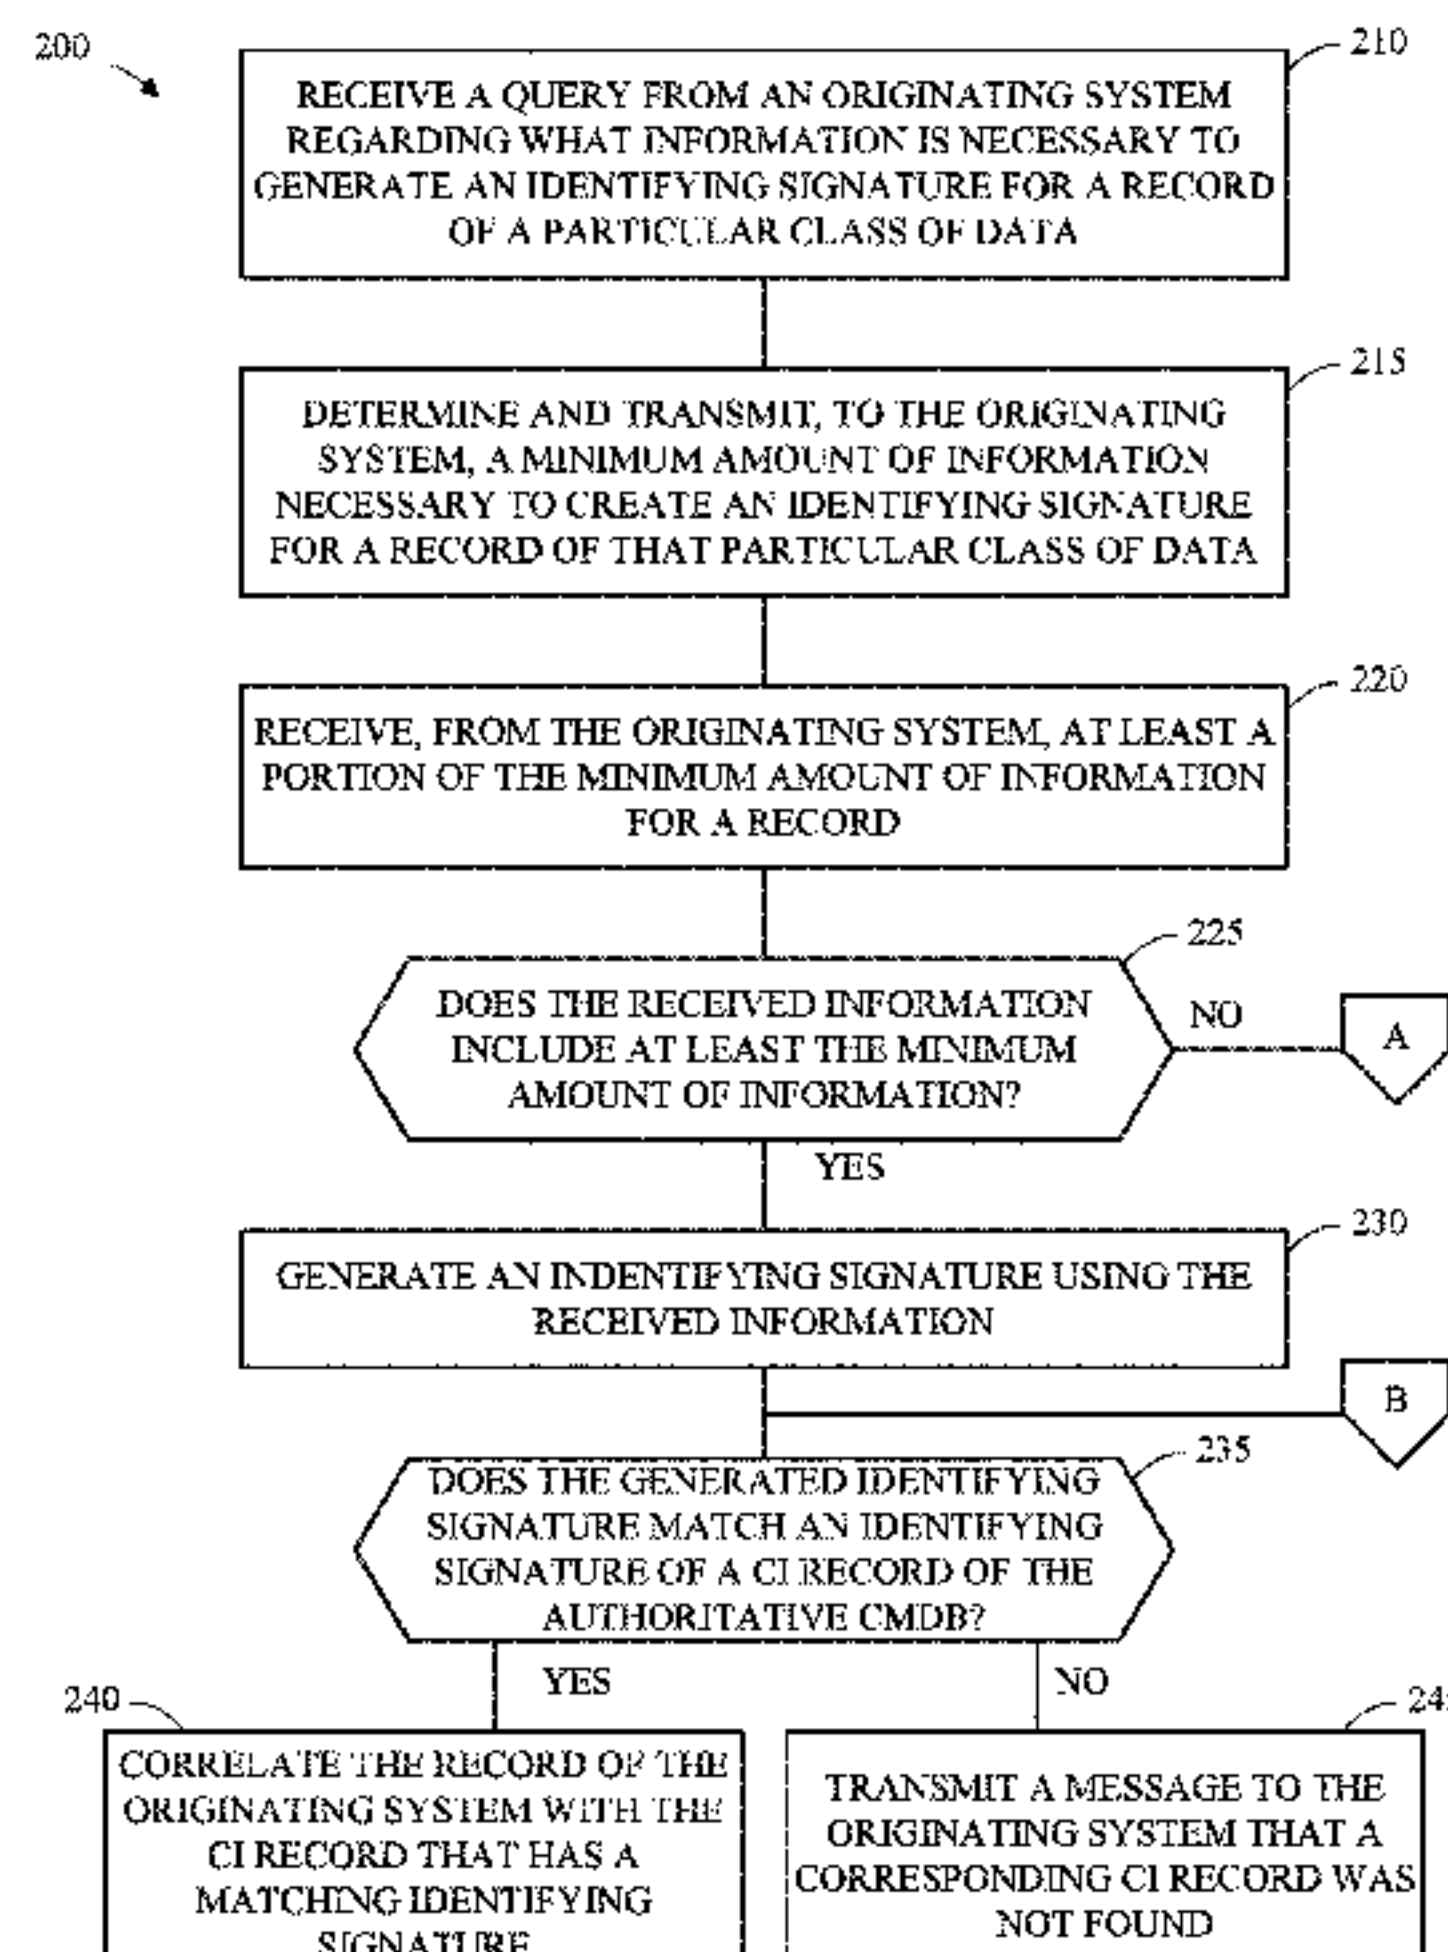 200
210
RECEIVE A QUERY FROM AN ORIGINATING SYSTEM
REGARDING WHAT INFORMATION IS NECESSARY TO
GENERATE AN IDENTIFYING SIGNATURE FOR A RECORD
OF A PARTICULAR CLASS OF DATA
215
DETERMINE AND TRANSMIT, TO THE ORIGINATING
SYSTEM, A MINIMUM AMOUNT OF INFORMATION
NECESSARY TO CREATE AN IDENTIFYING SIGNATURE
FOR A RECORD OF THAT PARTICULAR CLASS OF DATA
220
RECEIVE, FROM THE ORIGINATING SYSTEM, AT LEAST A
PORTION OF THE MINIMUM AMOUNT OF INFORMATION
FOR A RECORD
225
DOES THE RECEIVED INFORMATION
INCLUDE AT LEAST THE MINIMUM
AMOUNT OF INFORMATION?
NO
A
YES
230
GENERATE AN INDENTIFYING SIGNATURE USING THE
RECEIVED INFORMATION
B
235
DOES THE GENERATED IDENTIFYING
SIGNATURE MATCH AN IDENTIFYING
SIGNATURE OF A CI RECORD OF THE
AUTHORITATIVE CMDB?
YES
NO
240
CORRELATE THE RECORD OF THE
ORIGINATING SYSTEM WITH THE
CI RECORD THAT HAS A
MATCHING IDENTIFYING
SIGNATURE
TRANSMIT A MESSAGE TO THE
ORIGINATING SYSTEM THAT A
CORRESPONDING CI RECORD WAS
NOT FOUND